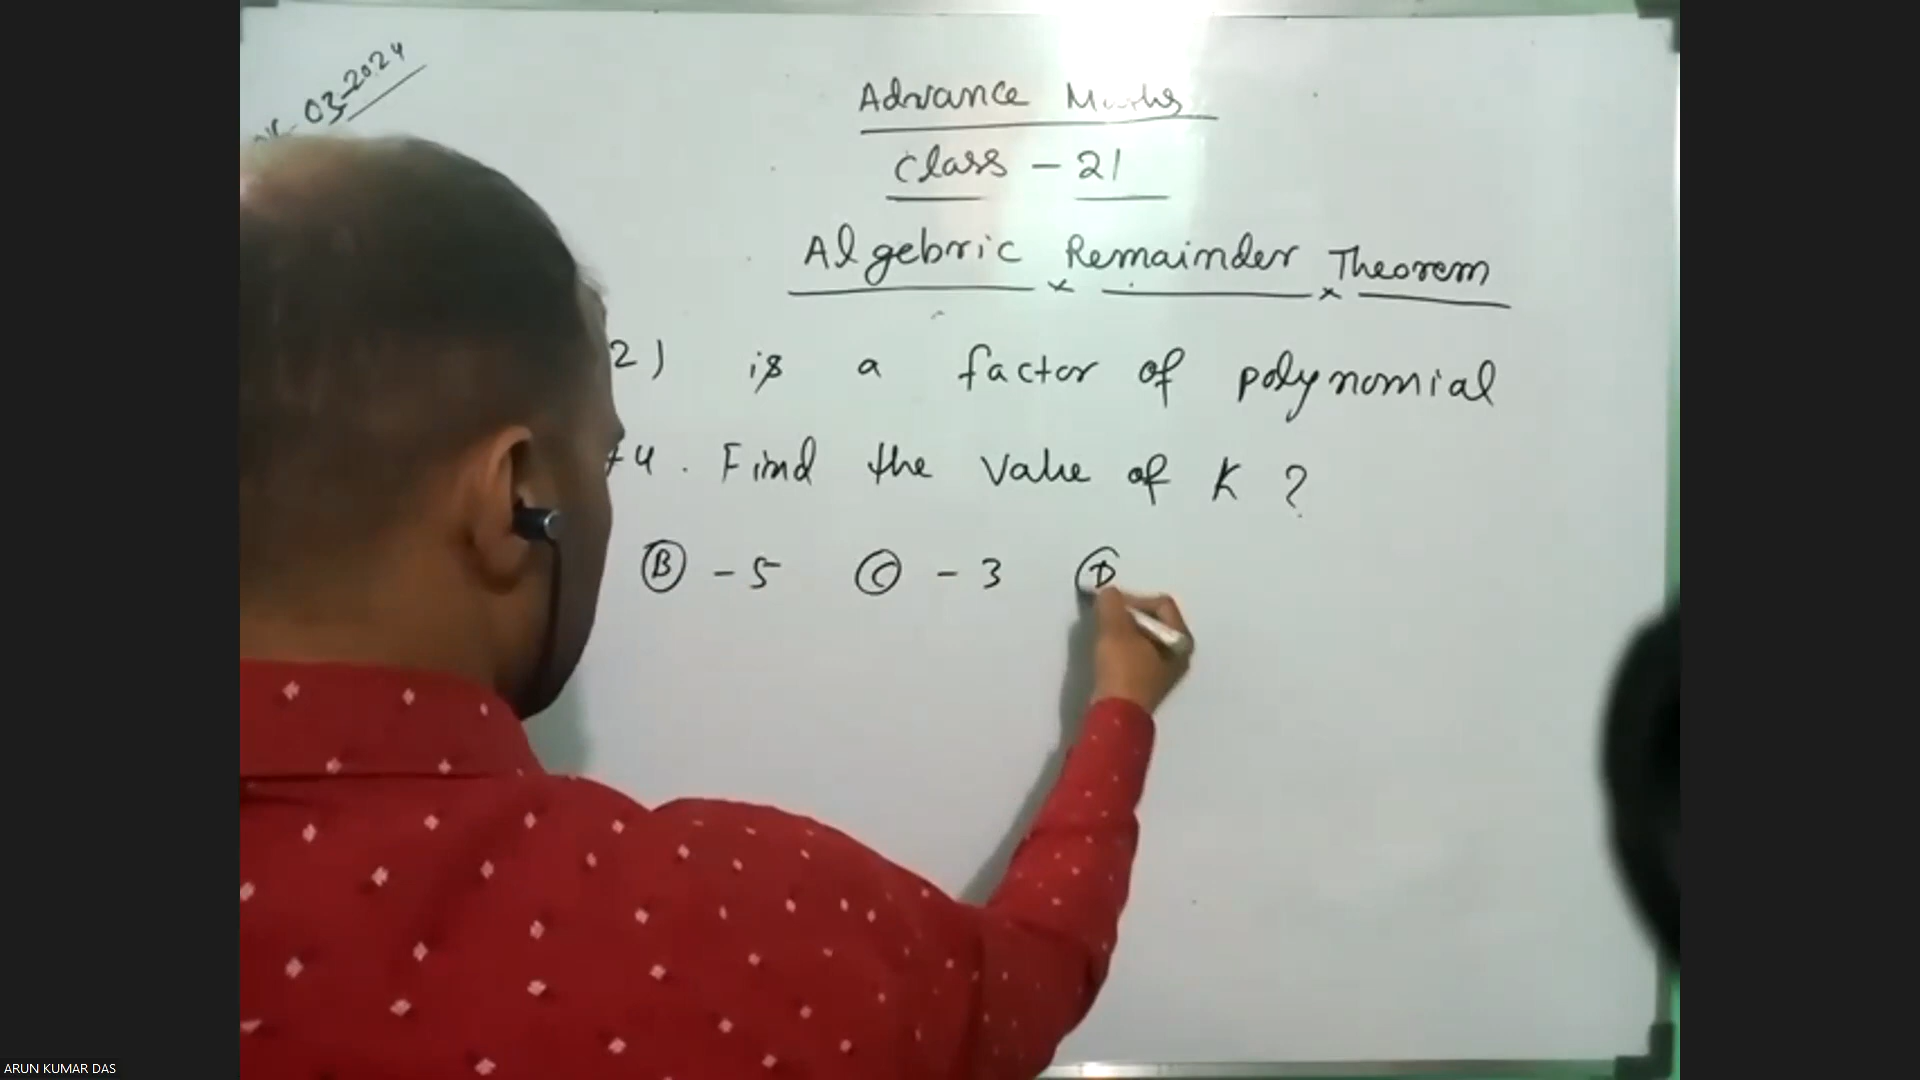 03-2024
Advance Maths
Class - 21
Algebric Remainder Theorem
2) is a factor of polynomial
+4. Find the value of K ?
B -5 C -3 D
ARUN KUMAR DAS